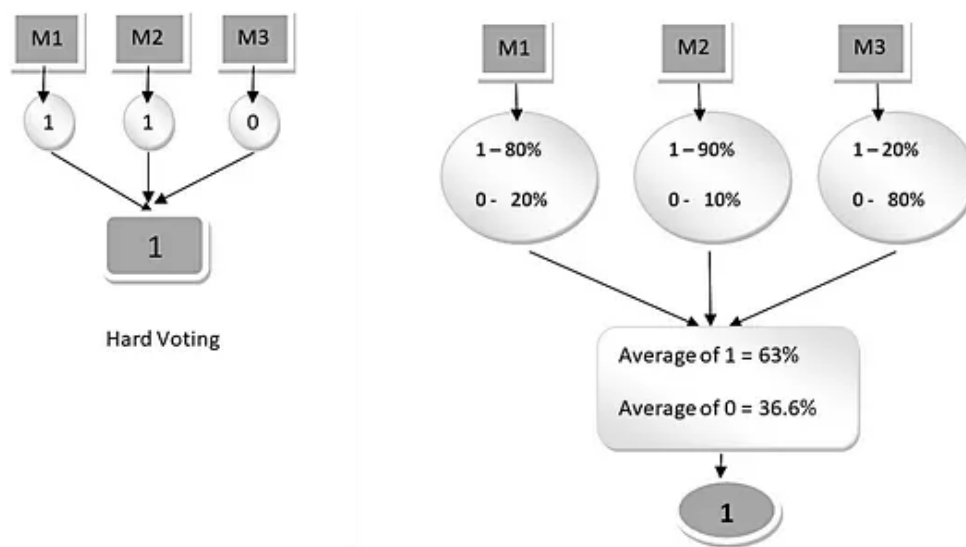 M1 M2 M3
1 1 0
1
Hard Voting
M1 M2 M3
1 – 80% 1 – 90% 1 – 20%
0 - 20% 0 - 10% 0 - 80%
Average of 1 = 63%
Average of 0 = 36.6%
1